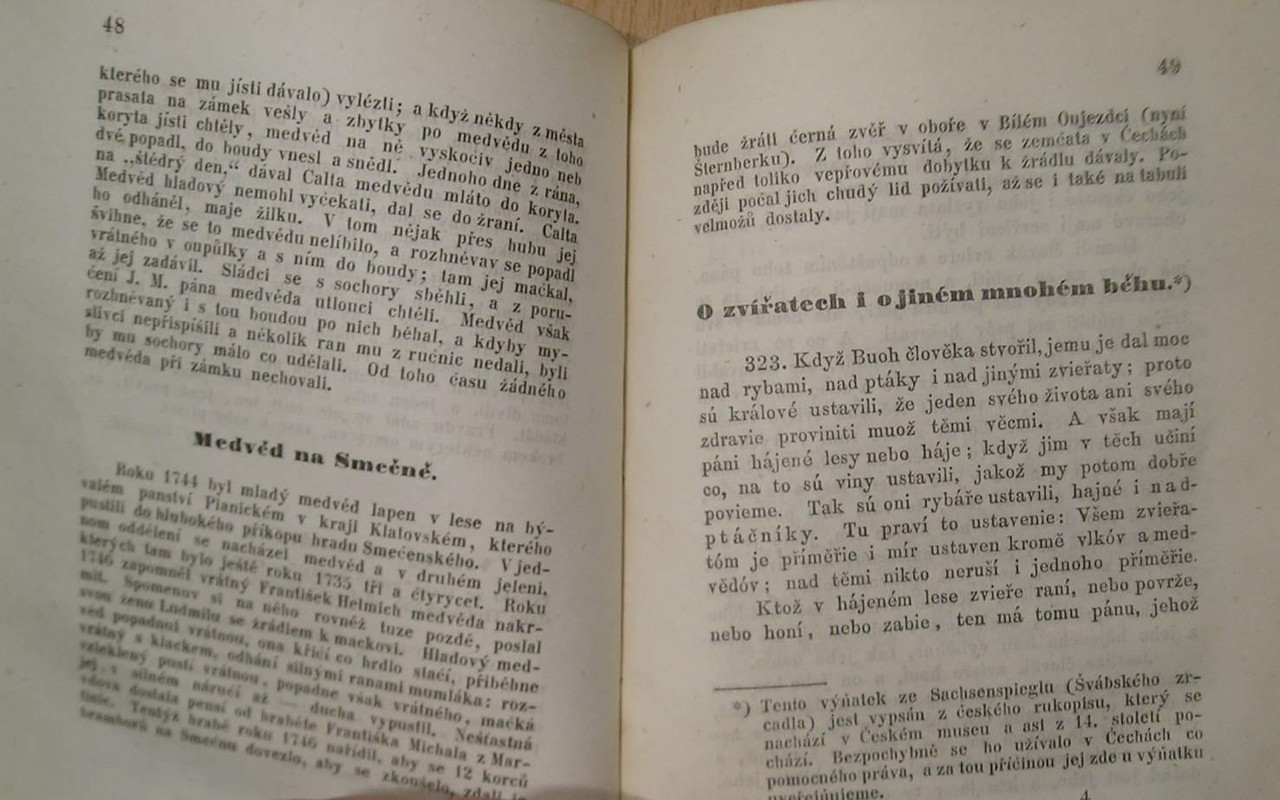 48
kterého se mu jísti dávalo) vylézti; a když někdy z města
prasata na zámek vešly a zbytky po medvědu z toho
koryta jísti chtěly, medvěd na ně vyskočiv jedno neb
dvé popadl, do boudy vnesl a snědl. Jednoho dne z rána,
na „štědrý den,“ dával Calta medvědu mláto do koryta.
Medvěd hladový nemohl vyčekati, dal se do žraní. Calta
ho odháněl, maje žilku. V tom nějak přes hubu jej
švihne, že se to medvědu nelíbilo, a rozhněvav se popadl
vrátného v oupůlky a s ním do boudy; tam jej mačkal,
až jej zadávil. Sládci se s sochory sběhli, a z poru-
čení J. M. pána medvěda utlouci chtěli. Medvěd však
rozhněvaný i s tou boudou po nich běhal, a kdyby my-
slivci nepřispíšili a několik ran mu z ručnic nedali, byli
by mu sochory málo co udělali. Od toho času žádného
medvěda při zámku nechovali.
Medvěd na Smečně.
Roku 1744 byl mladý medvěd lapen v lese na bý-
valém panství Planickém v kraji Klatovském, kterého
pustili do hlubokého příkopu hradu Smečenského. V jed-
nom oddělení se nacházel medvěd a v druhém jeleni,
kterých tam bylo ještě roku 1735 tři a čtyrycet. Roku
1746 zapomněl vrátný František Helmich medvěda nakr-
mit. Spomenuv si na něho rovněž tuze pozdě, poslal
svou ženu Ludmilu se žrádlem k mackovi. Hladový med-
věd popadnul vrátnou, ona křičí co hrdlo stačí, přiběhne
vrátný s klackem, odhání silnými ranami mumláka: roz-
vzteklený postí vrátnou, popadne však vrátného, mačká
jej v silném náručí až — ducha vypustil. Nešťastná
vdova dostala pensí od hraběte Františka Michala z Mar-
tinic. Tentýž hrabě roku 1746 nařídil, aby se 12 korců
bramborů na Smečnu dovezlo, aby se zkoušelo, zdali je
49
bude žráti černá zvěř v oboře v Bílém Oujezdci (nyní
Šternberku). Z toho vysvítá, že se zemčata v Čechách
napřed toliko vepřovému dobytku k žrádlu dávaly. Po-
zději počal jich chudý lid požívati, až se i také na tabuli
velmožů dostaly.
O zvířatech i o jiném mnohém běhu.*)
323. Když Buoh člověka stvořil, jemu je dal moc
nad rybami, nad ptáky i nad jinými zvieřaty; proto
sú králové ustavili, že jeden svého života ani svého
zdravie proviniti muož těmi věcmi. A však mají
páni hájené lesy nebo háje; když jim v těch učiní
co, na to sú viny ustavili, jakož my potom dobře
povieme. Tak sú oni rybáře ustavili, hajné i nad-
ptáčníky. Tu praví to ustavenie: Všem zvieřa-
tóm je příměřie i mír ustaven kromě vlkóv a med-
vědóv; nad těmi nikto neruší i jednoho příměřie.
Ktož v hájeném lese zvieře raní, nebo povrže,
nebo honí, nebo zabie, ten má tomu pánu, jehož
*) Tento výňatek ze Sachsenspieglu (Švábského zr-
cadla) jest vypsán z českého rukopisu, který se
nachází v Českém museu a asi z 14. století po-
chází. Bezpochybně se ho užívalo v Čechách co
pomocného práva, a za tou příčinou jej zde u výňatku
uveřejňujeme.
4